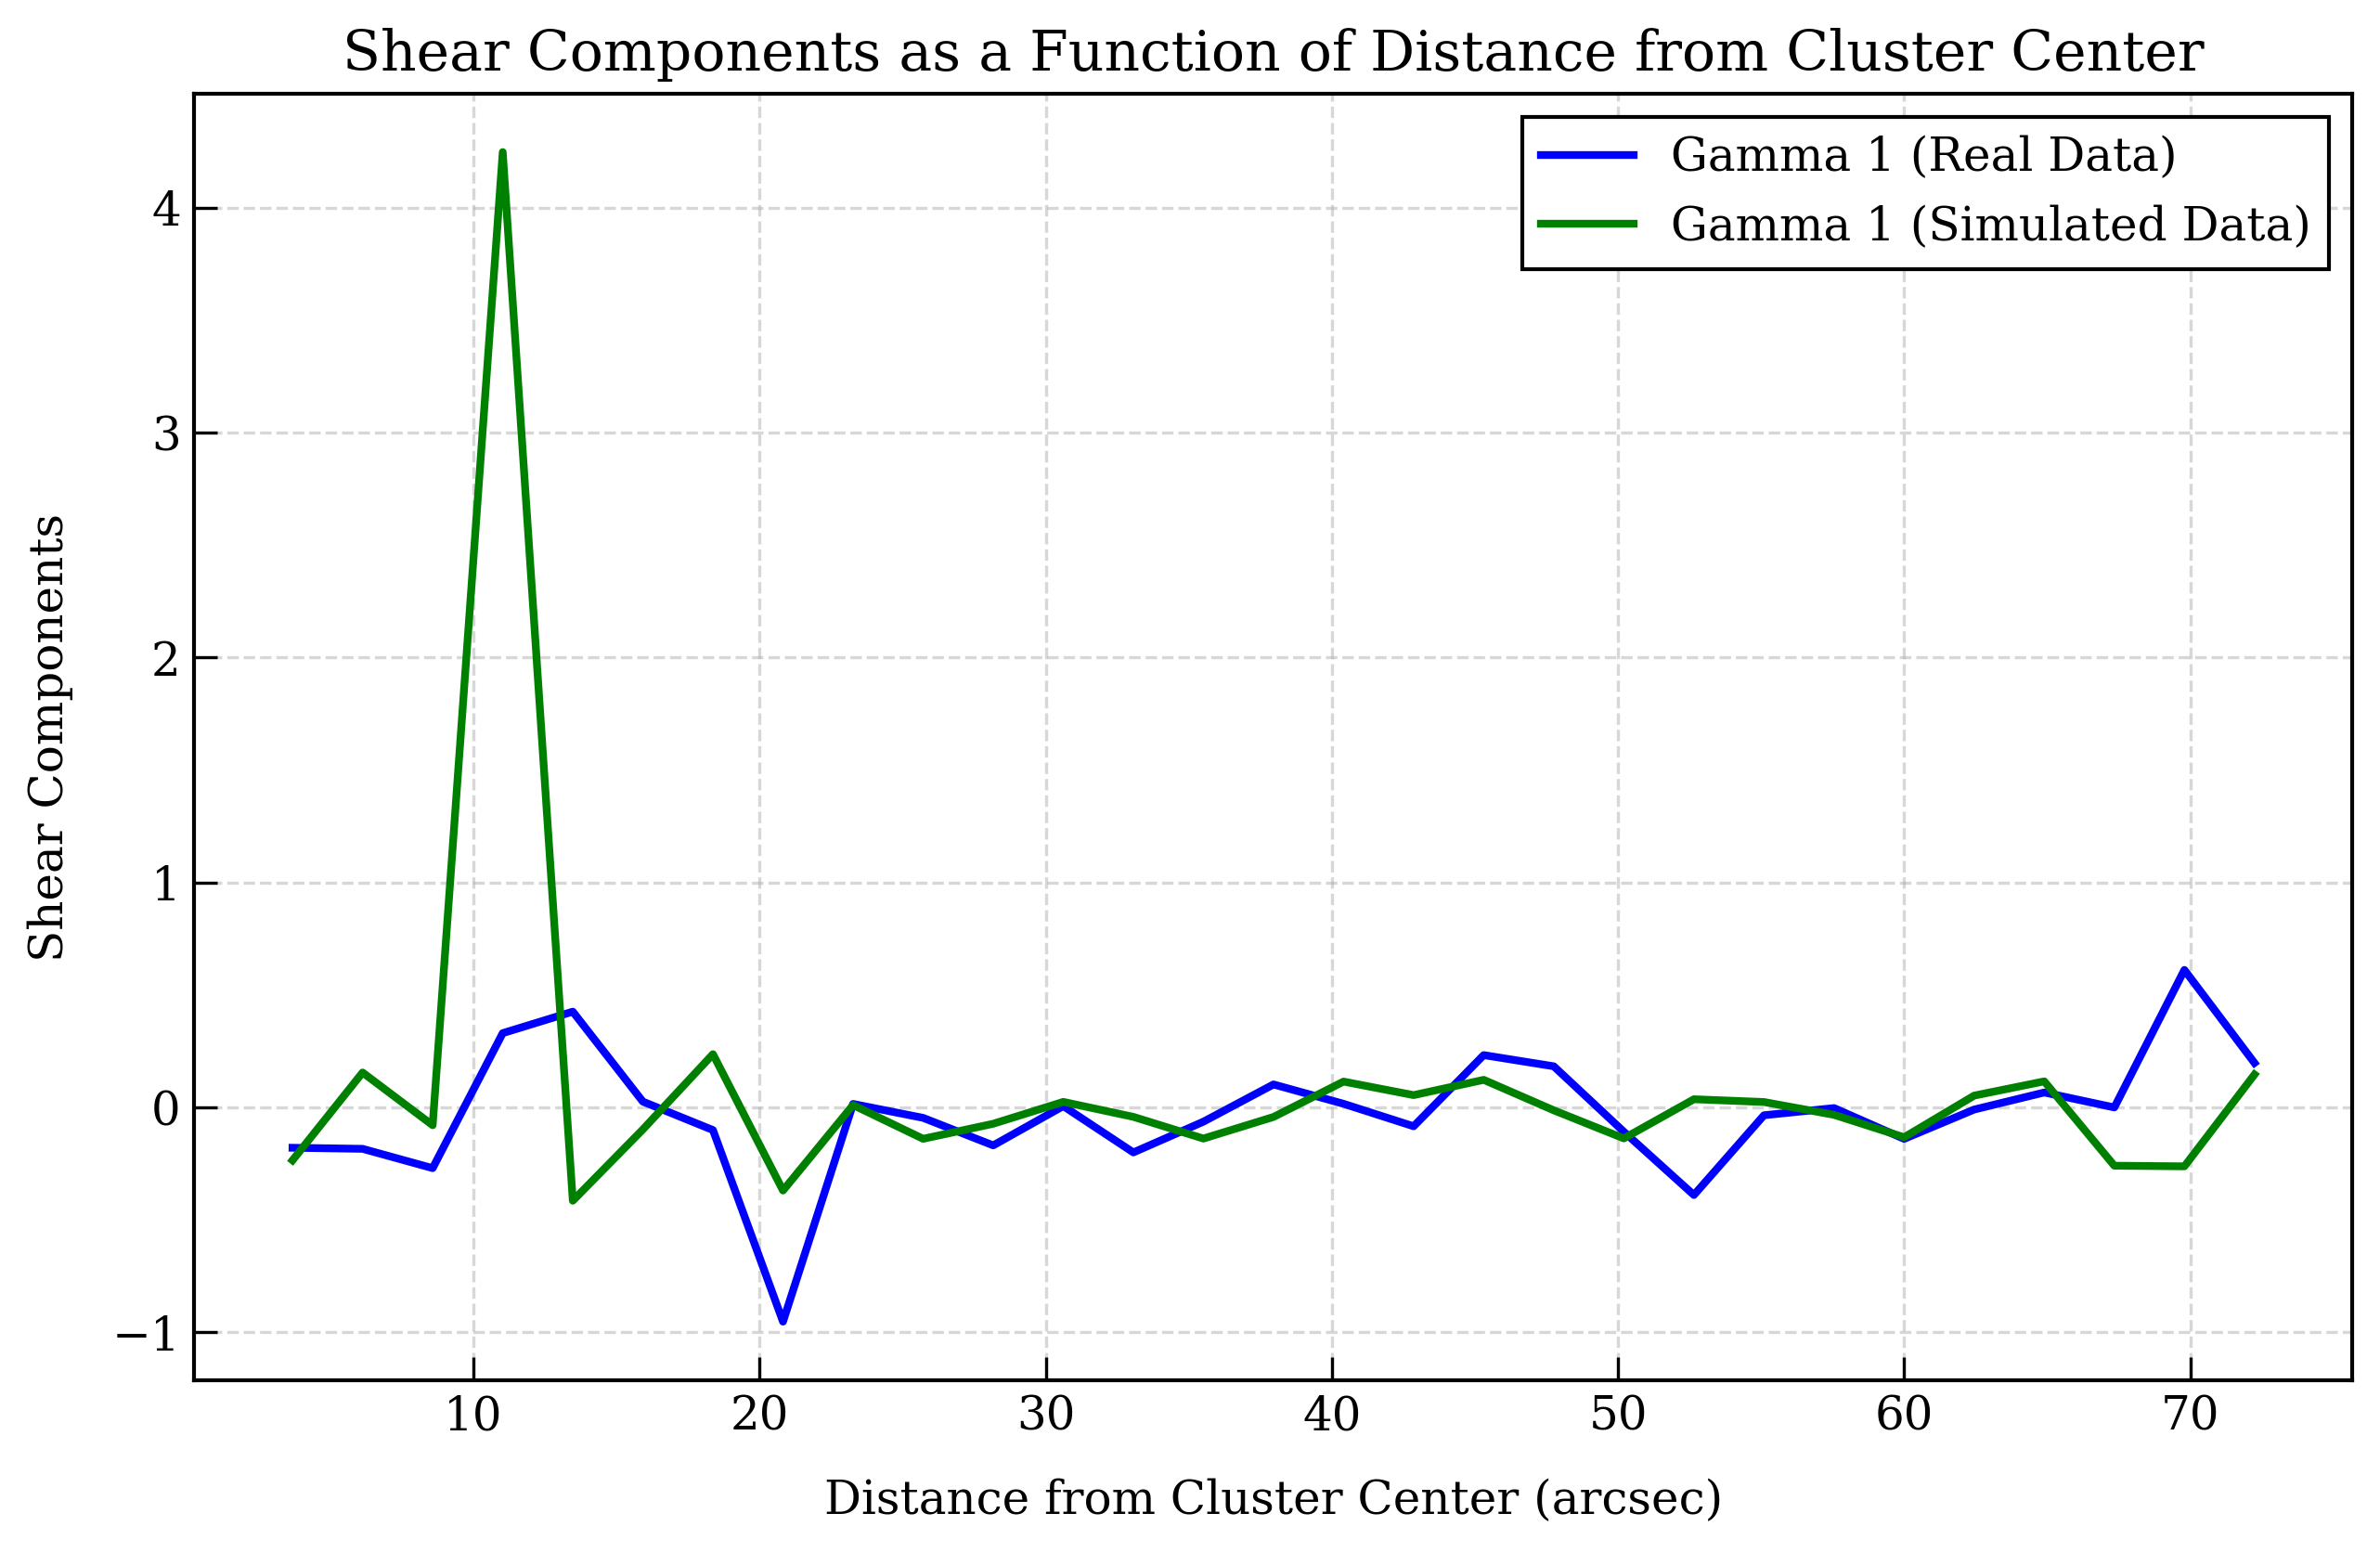 Shear Components as a Function of Distance from Cluster Center
Gamma 1 (Real Data)
Gamma 1 (Simulated Data)
Shear Components
4
3
2
1
0
−1
10 20 30 40 50 60 70
Distance from Cluster Center (arcsec)